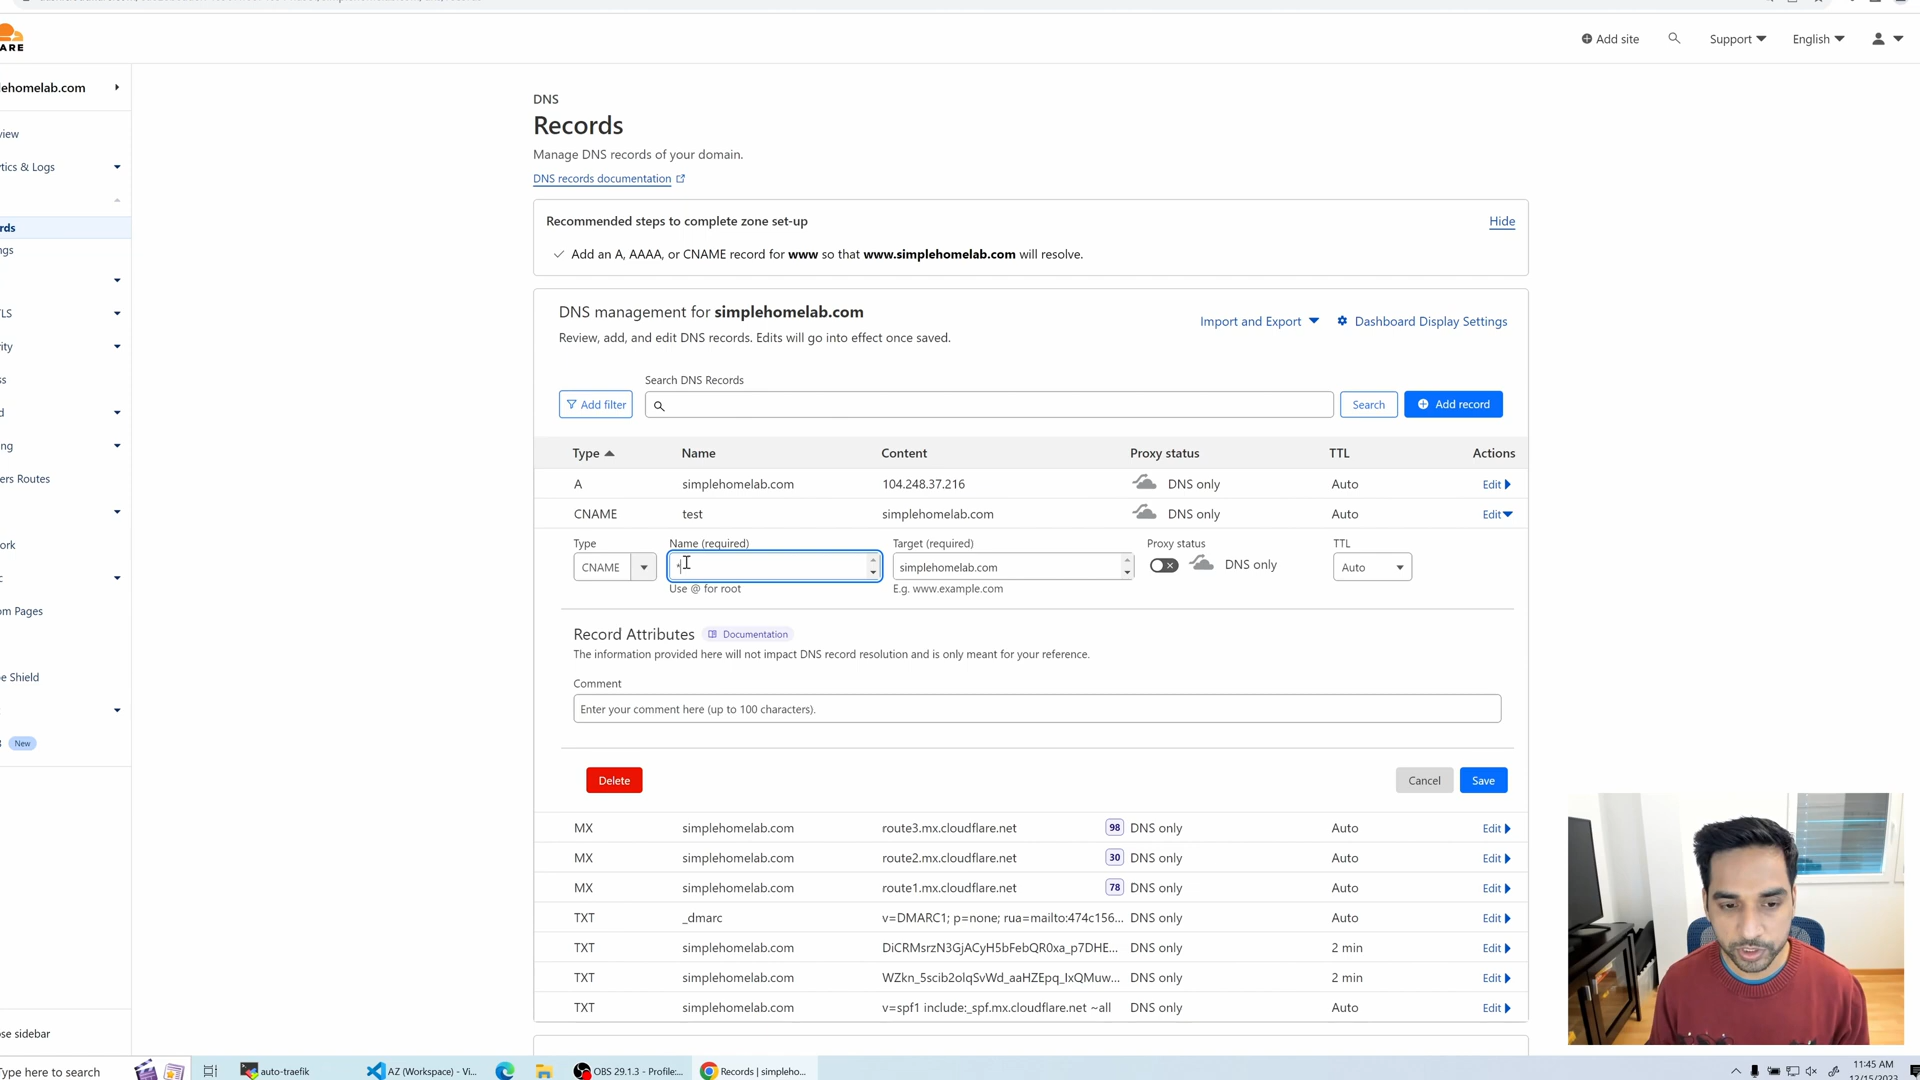 Add site
Support
English
ARE
lehomelab.com
view
tics & Logs
rds
ngs
LS
ity
ss
d
ng
ers Routes
ork
c
om Pages
e Shield
New
se sidebar
DNS
Records
Manage DNS records of your domain.
DNS records documentation
Recommended steps to complete zone set-up
Hide
Add an A, AAAA, or CNAME record for www so that www.simplehomelab.com will resolve.
DNS management for simplehomelab.com
Import and Export
Dashboard Display Settings
Review, add, and edit DNS records. Edits will go into effect once saved.
Search DNS Records
Add filter
Search
Add record
Type Name Content Proxy status TTL Actions
A simplehomelab.com 104.248.37.216 DNS only Auto Edit
CNAME test simplehomelab.com DNS only Auto Edit
Type Name (required) Target (required) Proxy status TTL
CNAME * simplehomelab.com DNS only Auto
Use @ for root E.g. www.example.com
Record Attributes Documentation
The information provided here will not impact DNS record resolution and is only meant for your reference.
Comment
Enter your comment here (up to 100 characters).
Delete Cancel Save
MX simplehomelab.com route3.mx.cloudflare.net 98 DNS only Auto Edit
MX simplehomelab.com route2.mx.cloudflare.net 30 DNS only Auto Edit
MX simplehomelab.com route1.mx.cloudflare.net 78 DNS only Auto Edit
TXT _dmarc v=DMARC1; p=none; rua=mailto:474c156... DNS only Auto Edit
TXT simplehomelab.com DiCRMsrzN3GjACyH5bFebQR0xa_p7DHE... DNS only 2 min Edit
TXT simplehomelab.com WZkn_5scib2olqSvWd_aaHZEpq_IxQMuw... DNS only 2 min Edit
TXT simplehomelab.com v=spf1 include:_spf.mx.cloudflare.net ~all DNS only Auto Edit
Type here to search
auto-traefik
AZ (Workspace) - Vi...
OBS 29.1.3 - Profile:...
Records | simpleho...
11:45 AM
12/15/2023